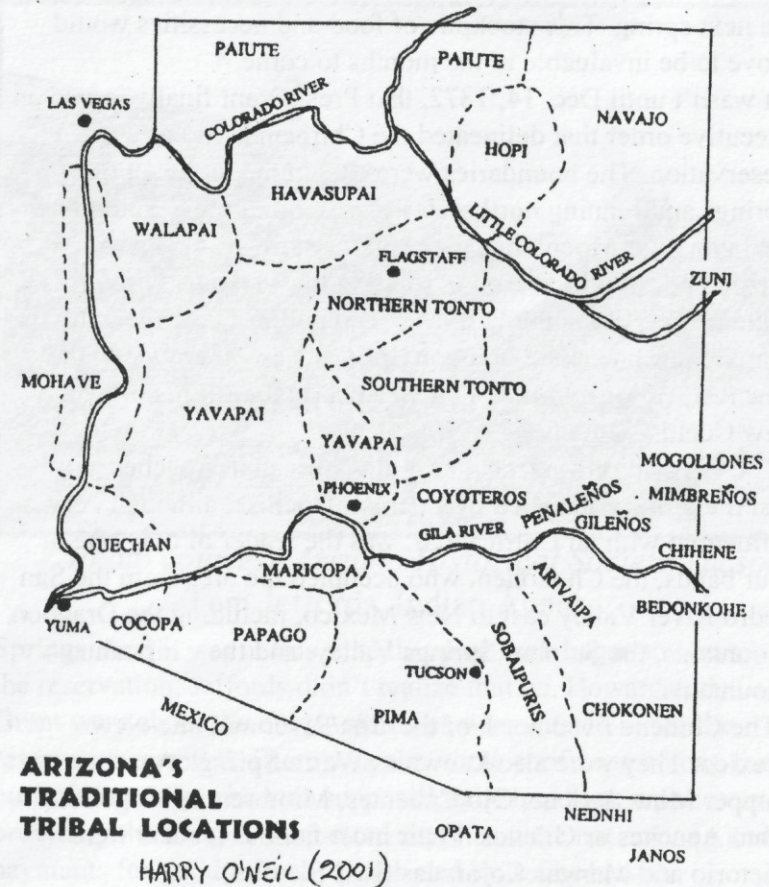 PAIUTE
PAIUTE
LAS VEGAS
COLORADO RIVER
NAVAJO
HOPI
HAVASUPAI
WALAPAI
LITTLE COLORADO RIVER
FLAGSTAFF
ZUNI
NORTHERN TONTO
MOHAVE
SOUTHERN TONTO
YAVAPAI
YAVAPAI
MOGOLLONES
PHOENIX
COYOTEROS
PEÑALEÑOS
MIMBREÑOS
GILA RIVER
GILEÑOS
QUECHAN
CHIHENE
MARICOPA
ARIVAIPA
BEDONKOHE
YUMA
COCOPA
PAPAGO
SOBAIPURIS
TUCSON
CHOKONEN
MEXICO
PIMA
ARIZONA'S
TRADITIONAL
TRIBAL LOCATIONS
NEDNHI
OPATA
JANOS
HARRY O'NEIL (2001)